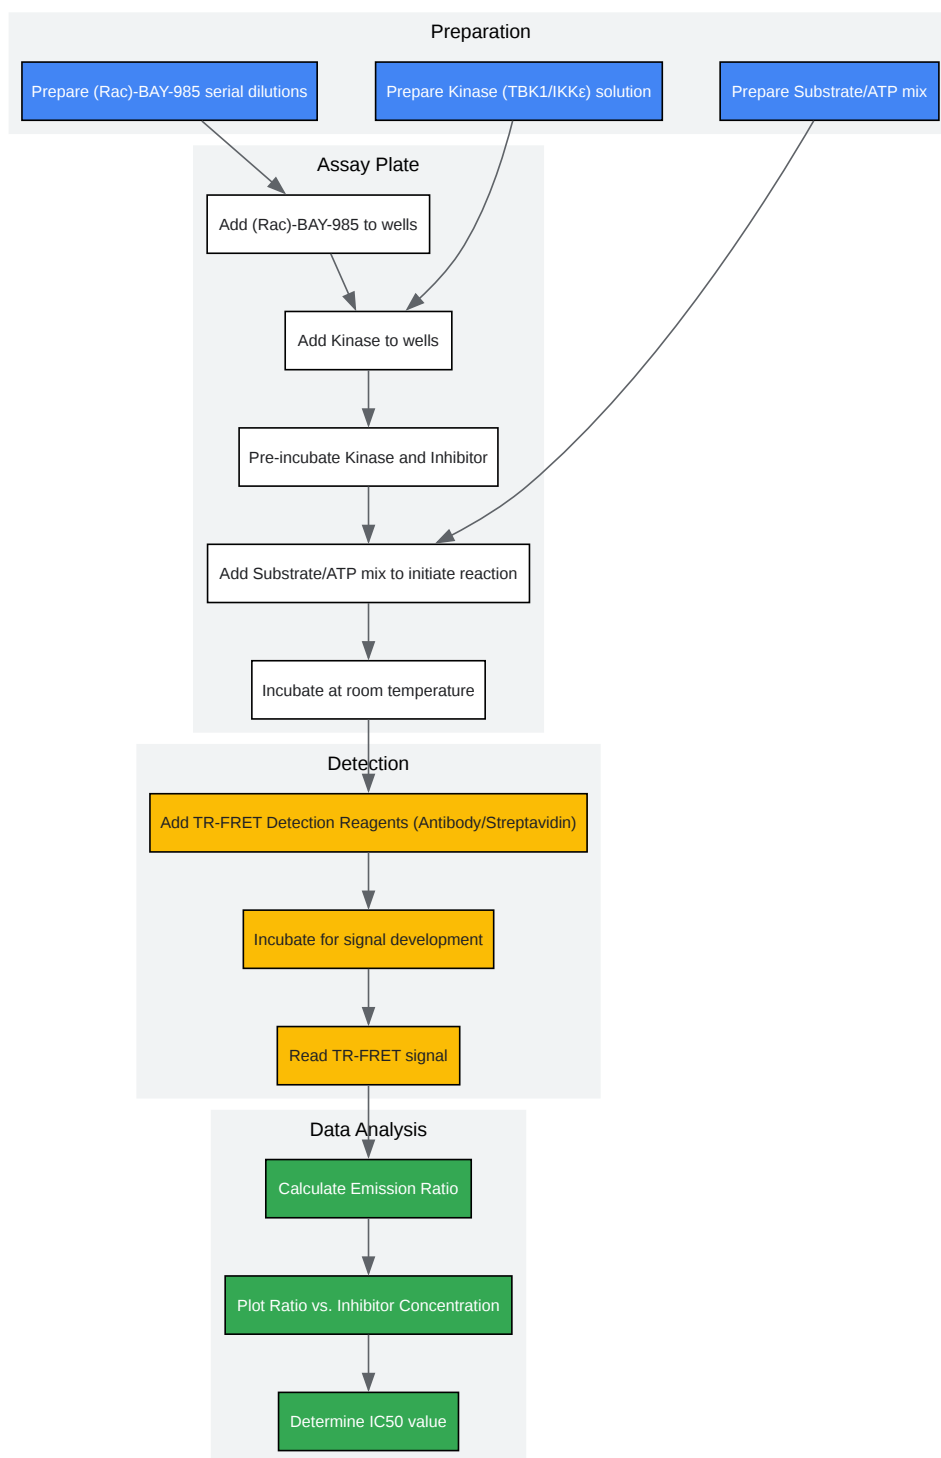 Preparation
Prepare (Rac)-BAY-985 serial dilutions
Prepare Kinase (TBK1/IKKε) solution
Prepare Substrate/ATP mix
Assay Plate
Add (Rac)-BAY-985 to wells
Add Kinase to wells
Pre-incubate Kinase and Inhibitor
Add Substrate/ATP mix to initiate reaction
Incubate at room temperature
Detection
Add TR-FRET Detection Reagents (Antibody/Streptavidin)
Incubate for signal development
Read TR-FRET signal
Data Analysis
Calculate Emission Ratio
Plot Ratio vs. Inhibitor Concentration
Determine IC50 value